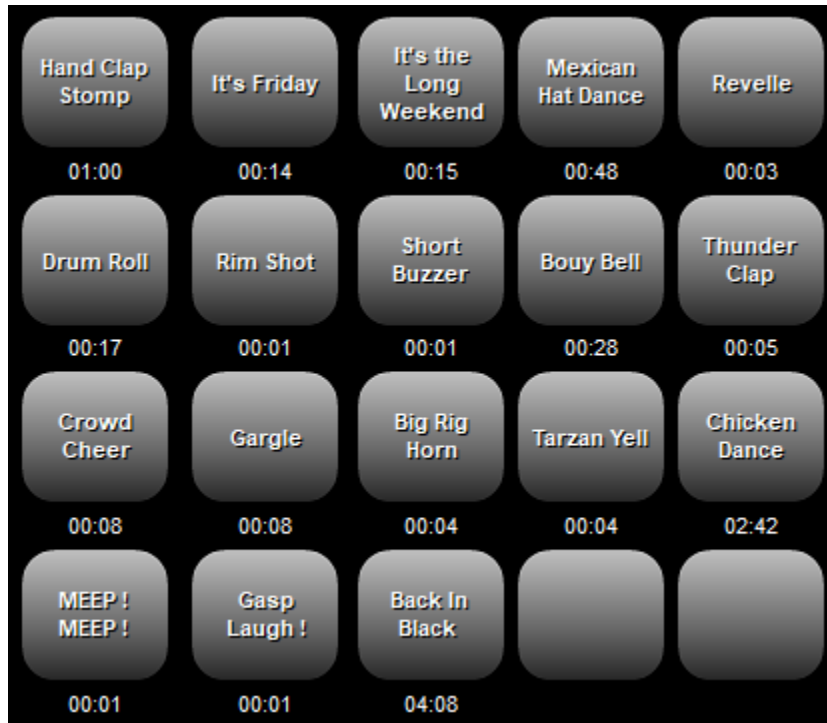 Hand Clap
Stomp
01:00
It's Friday
00:14
It's the
Long
Weekend
00:15
Mexican
Hat Dance
00:48
Revelle
00:03
Drum Roll
00:17
Rim Shot
00:01
Short
Buzzer
00:01
Bouy Bell
00:28
Thunder
Clap
00:05
Crowd
Cheer
00:08
Gargle
00:08
Big Rig
Horn
00:04
Tarzan Yell
00:04
Chicken
Dance
02:42
MEEP !
MEEP !
00:01
Gasp
Laugh !
00:01
Back In
Black
04:08